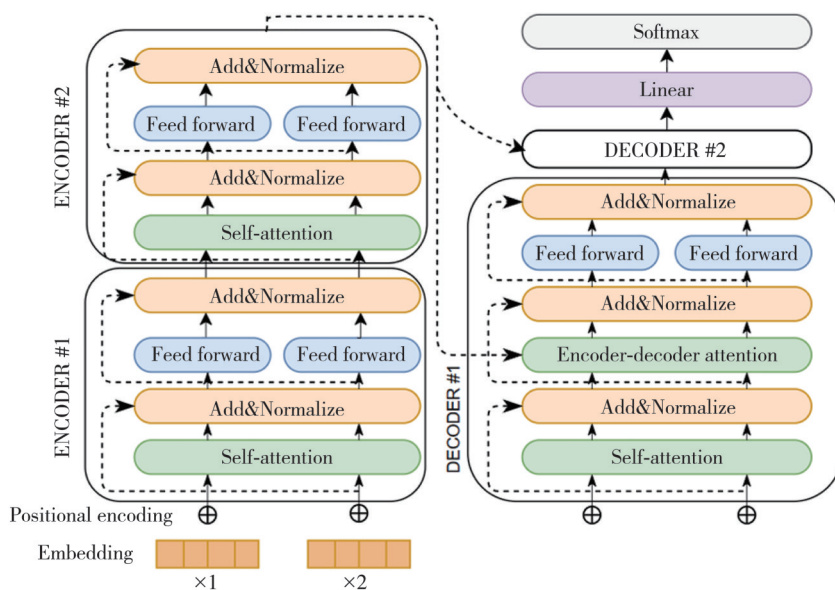 ENCODER #2
Add&Normalize
Feed forward Feed forward
Add&Normalize
Self-attention
ENCODER #1
Add&Normalize
Feed forward Feed forward
Add&Normalize
Self-attention
Positional encoding
Embedding
×1 ×2
Softmax
Linear
DECODER #2
DECODER #1
Add&Normalize
Feed forward Feed forward
Add&Normalize
Encoder-decoder attention
Add&Normalize
Self-attention